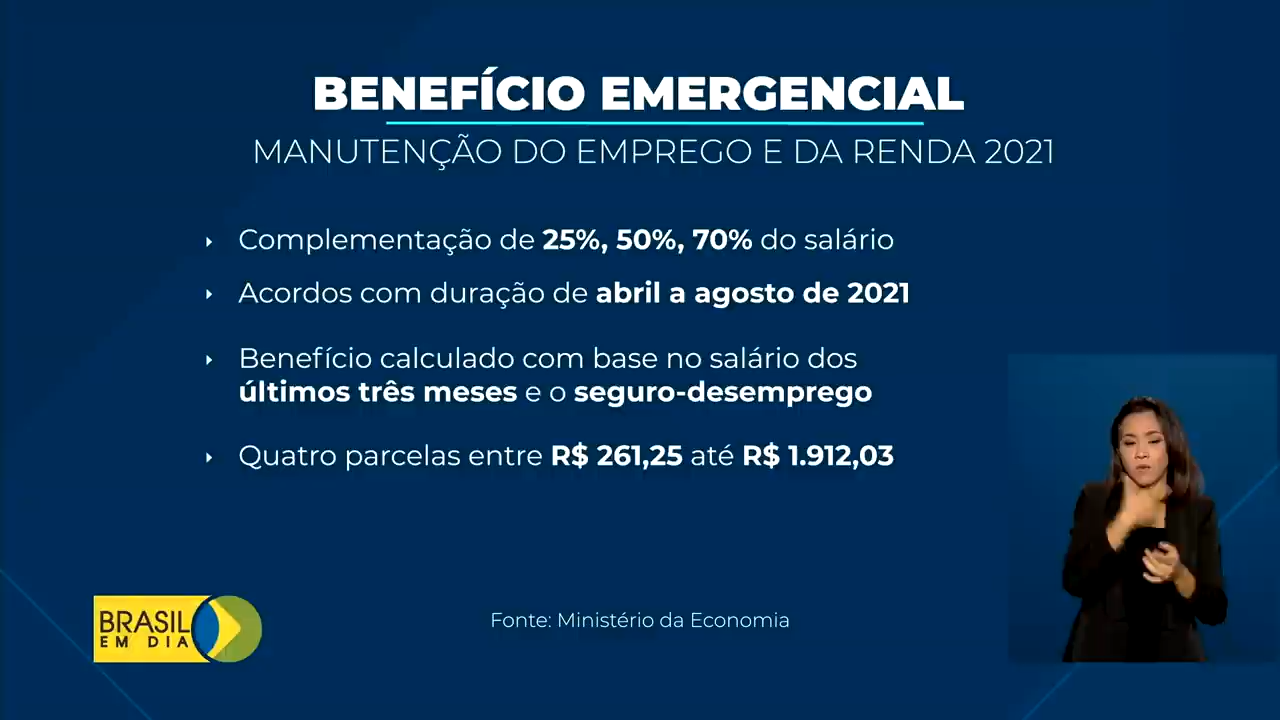 BENEFÍCIO EMERGENCIAL
MANUTENÇÃO DO EMPREGO E DA RENDA 2021
Complementação de 25%, 50%, 70% do salário
Acordos com duração de abril a agosto de 2021
Benefício calculado com base no salário dos
últimos três meses e o seguro-desemprego
Quatro parcelas entre R$ 261,25 até R$ 1.912,03
BRASIL
EM DIA
Fonte: Ministério da Economia